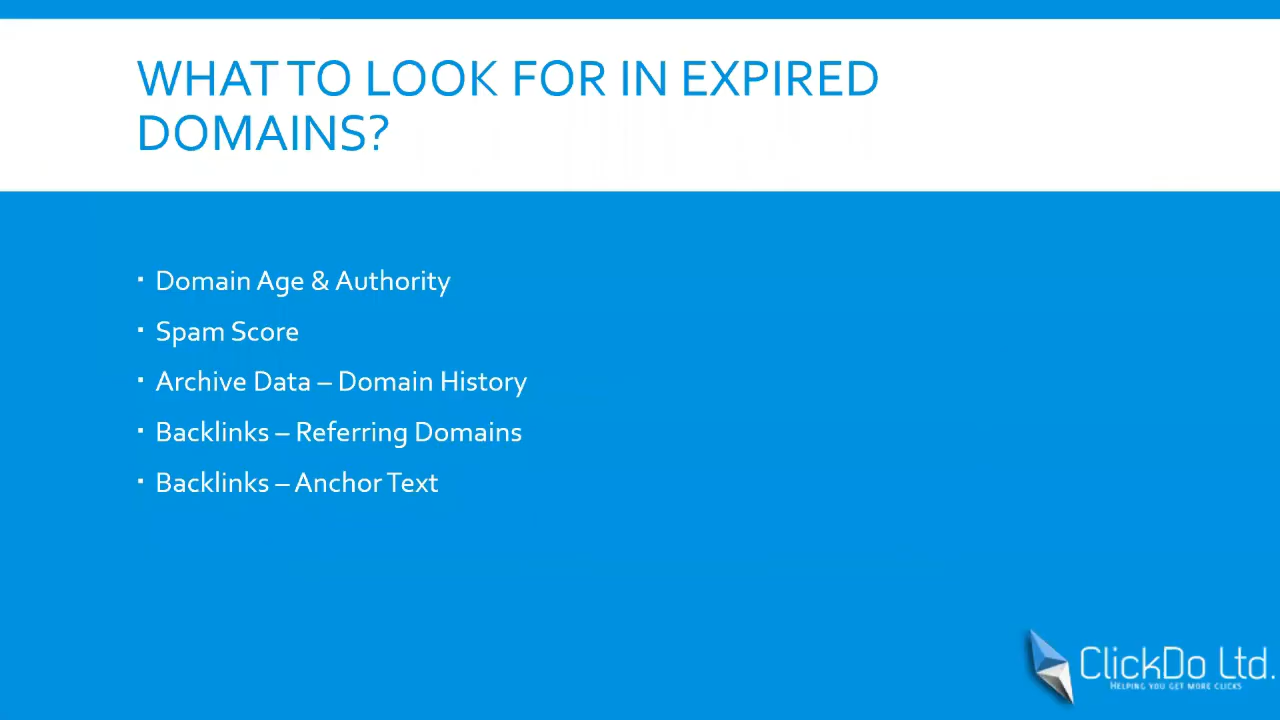 WHAT TO LOOK FOR IN EXPIRED
DOMAINS?
▪ Domain Age & Authority
▪ Spam Score
▪ Archive Data – Domain History
▪ Backlinks – Referring Domains
▪ Backlinks – Anchor Text
ClickDo Ltd.
HELPING YOU GET MORE CLICKS